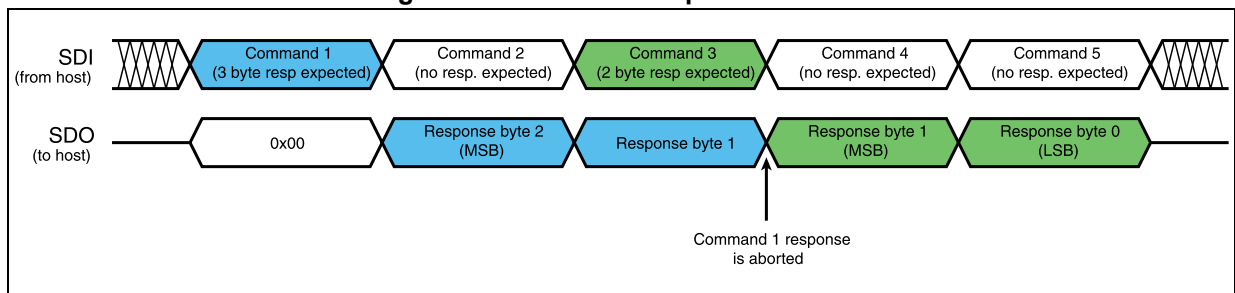 SDI
(from host)
Command 1
(3 byte resp expected)
Command 2
(no resp. expected)
Command 3
(2 byte resp expected)
Command 4
(no resp. expected)
Command 5
(no resp. expected)
SDO
(to host)
0x00
Response byte 2
(MSB)
Response byte 1
Response byte 1
(MSB)
Response byte 0
(LSB)
Command 1 response
is aborted